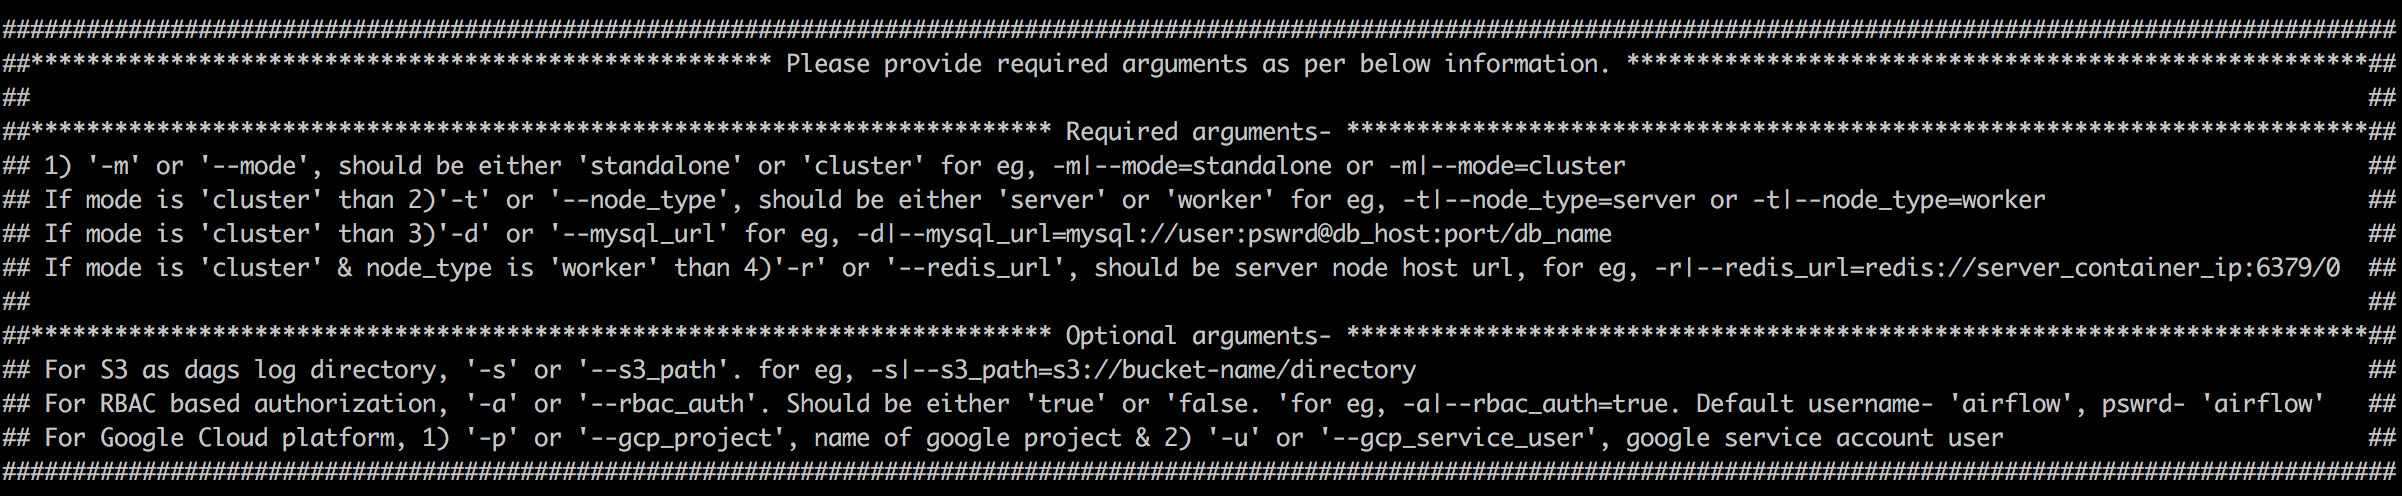 ###########################################################################################################################################################################
##***************************************************** Please provide required arguments as per below information. *****************************************************##
##                                                                                                                                                                       ##
##************************************************************************* Required arguments- *************************************************************************##
## 1) '-m' or '--mode', should be either 'standalone' or 'cluster' for eg, -m|--mode=standalone or -m|--mode=cluster                                                     ##
## If mode is 'cluster' than 2)'-t' or '--node_type', should be either 'server' or 'worker' for eg, -t|--node_type=server or -t|--node_type=worker                       ##
## If mode is 'cluster' than 3)'-d' or '--mysql_url' for eg, -d|--mysql_url=mysql://user:pswrd@db_host:port/db_name                                                      ##
## If mode is 'cluster' & node_type is 'worker' than 4)'-r' or '--redis_url', should be server node host url, for eg, -r|--redis_url=redis://server_container_ip:6379/0  ##
##                                                                                                                                                                       ##
##************************************************************************* Optional arguments- *************************************************************************##
## For S3 as dags log directory, '-s' or '--s3_path'. for eg, -s|--s3_path=s3://bucket-name/directory                                                                    ##
## For RBAC based authorization, '-a' or '--rbac_auth'. Should be either 'true' or 'false. 'for eg, -a|--rbac_auth=true. Default username- 'airflow', pswrd- 'airflow'   ##
## For Google Cloud platform, 1) '-p' or '--gcp_project', name of google project & 2) '-u' or '--gcp_service_user', google service account user                          ##
###########################################################################################################################################################################